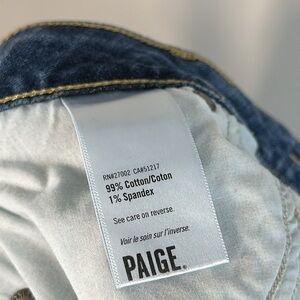 RN#27002 CA#51217
99% Cotton/Coton
1% Spandex
See care on reverse.
Voir le soin sur l'inverse.
PAIGE.